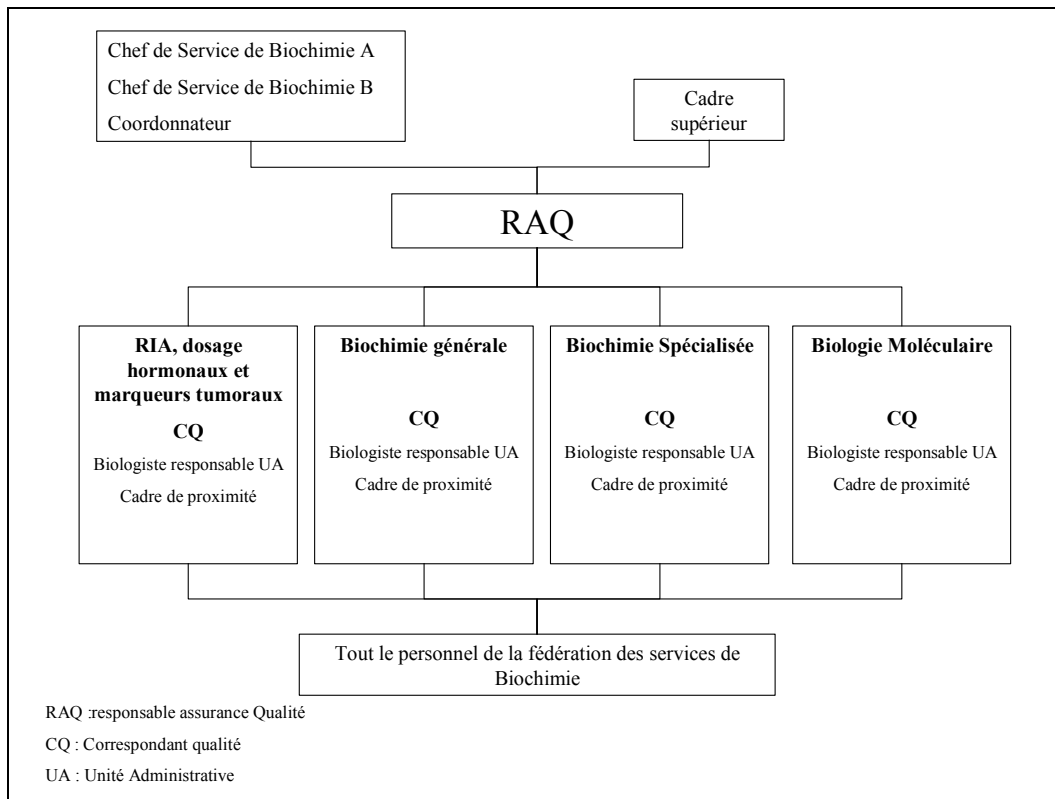 Chef de Service de Biochimie A
Chef de Service de Biochimie B
Coordonnateur
Cadre
supérieur
RAQ
RIA, dosage
hormonaux et
marqueurs tumoraux
CQ
Biologiste responsable UA
Cadre de proximité
Biochimie générale
CQ
Biologiste responsable UA
Cadre de proximité
Biochimie Spécialisée
CQ
Biologiste responsable UA
Cadre de proximité
Biologie Moléculaire
CQ
Biologiste responsable UA
Cadre de proximité
Tout le personnel de la fédération des services de
Biochimie
RAQ :responsable assurance Qualité
CQ : Correspondant qualité
UA : Unité Administrative